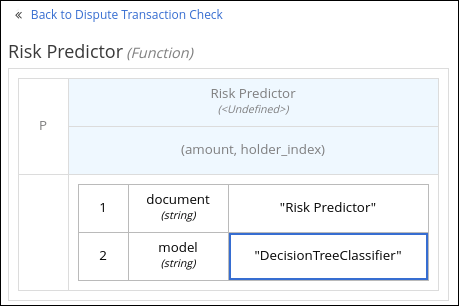 « Back to Dispute Transaction Check
Risk Predictor (Function)
Risk Predictor
(<Undefined>)
P
(amount, holder_index)
1 document (string) "Risk Predictor"
2 model (string) "DecisionTreeClassifier"